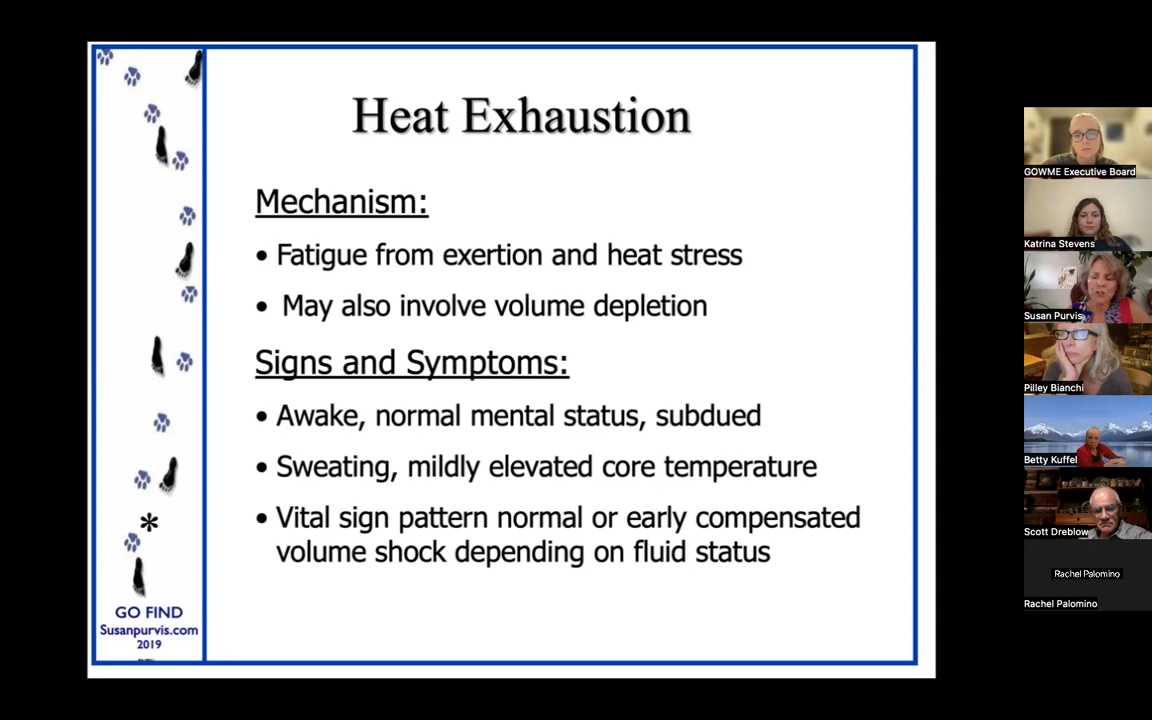 Heat Exhaustion
Mechanism:
• Fatigue from exertion and heat stress
• May also involve volume depletion
Signs and Symptoms:
• Awake, normal mental status, subdued
• Sweating, mildly elevated core temperature
• Vital sign pattern normal or early compensated
volume shock depending on fluid status
*
GO FIND
Susanpurvis.com
2019
GOWME Executive Board
Katrina Stevens
Susan Purvis
Pilley Bianchi
Betty Kuffel
Scott Dreblow
Rachel Palomino
Rachel Palomino